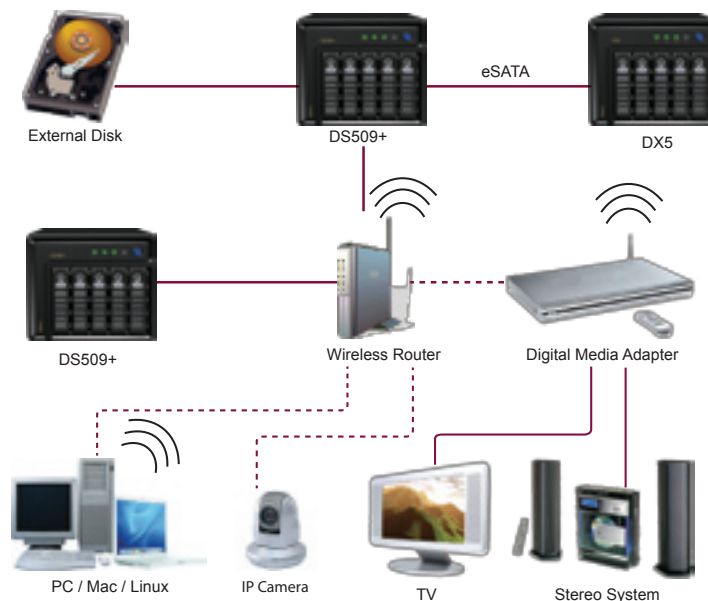 eSATA
External Disk
DS509+
DX5
DS509+
Wireless Router
Digital Media Adapter
PC / Mac / Linux
IP Camera
TV
Stereo System